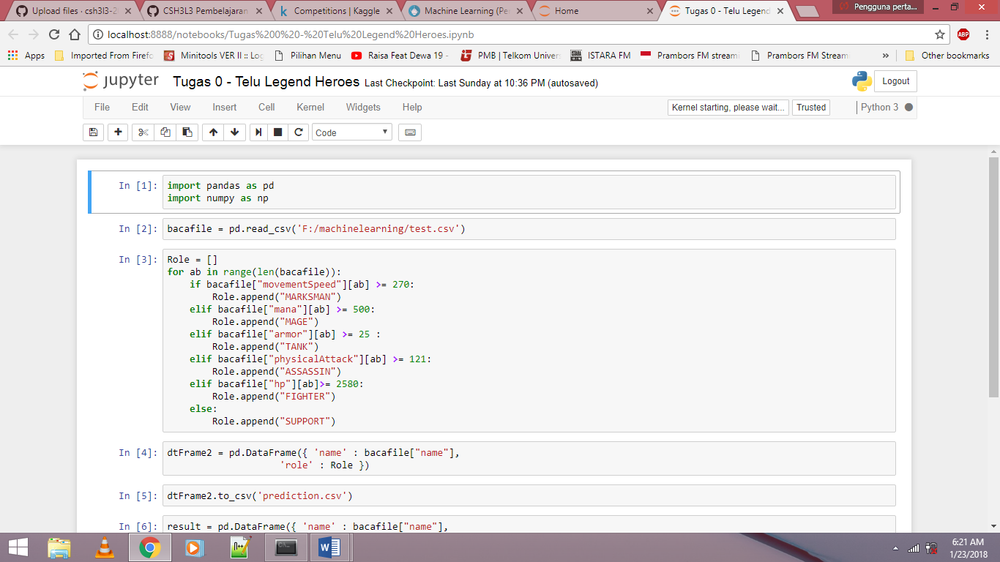 Upload files · csh3l3-2
CSH3L3 Pembelajaran
Competitions | Kaggle
Machine Learning (Pe
Home
Tugas 0 - Telu Legend
Pengguna perta...
localhost:8888/notebooks/Tugas%200%20-%20Telu%20Legend%20Heroes.ipynb
ABP
Apps
Imported From Firefo
Minitools VER II :: Log
Pilihan Menu
Raisa Feat Dewa 19 -
PMB | Telkom Univers
ISTARA FM
Prambors FM streami
Prambors FM Stream
»
Other bookmarks
jupyter
Tugas 0 - Telu Legend Heroes
Last Checkpoint: Last Sunday at 10:36 PM (autosaved)
Logout
File
Edit
View
Insert
Cell
Kernel
Widgets
Help
Kernel starting, please wait...
Trusted
Python 3
Code
In [1]:
import pandas as pd
import numpy as np
In [2]:
bacafile = pd.read_csv('F:/machinelearning/test.csv')
In [3]:
Role = []
for ab in range(len(bacafile)):
    if bacafile["movementSpeed"][ab] >= 270:
        Role.append("MARKSMAN")
    elif bacafile["mana"][ab] >= 500:
        Role.append("MAGE")
    elif bacafile["armor"][ab] >= 25 :
        Role.append("TANK")
    elif bacafile["physicalAttack"][ab] >= 121:
        Role.append("ASSASSIN")
    elif bacafile["hp"][ab]>= 2580:
        Role.append("FIGHTER")
    else:
        Role.append("SUPPORT")
In [4]:
dtFrame2 = pd.DataFrame({ 'name' : bacafile["name"],
                    'role' : Role })
In [5]:
dtFrame2.to_csv('prediction.csv')
In [6]:
result = pd.DataFrame({ 'name' : bacafile["name"],
6:21 AM
1/23/2018